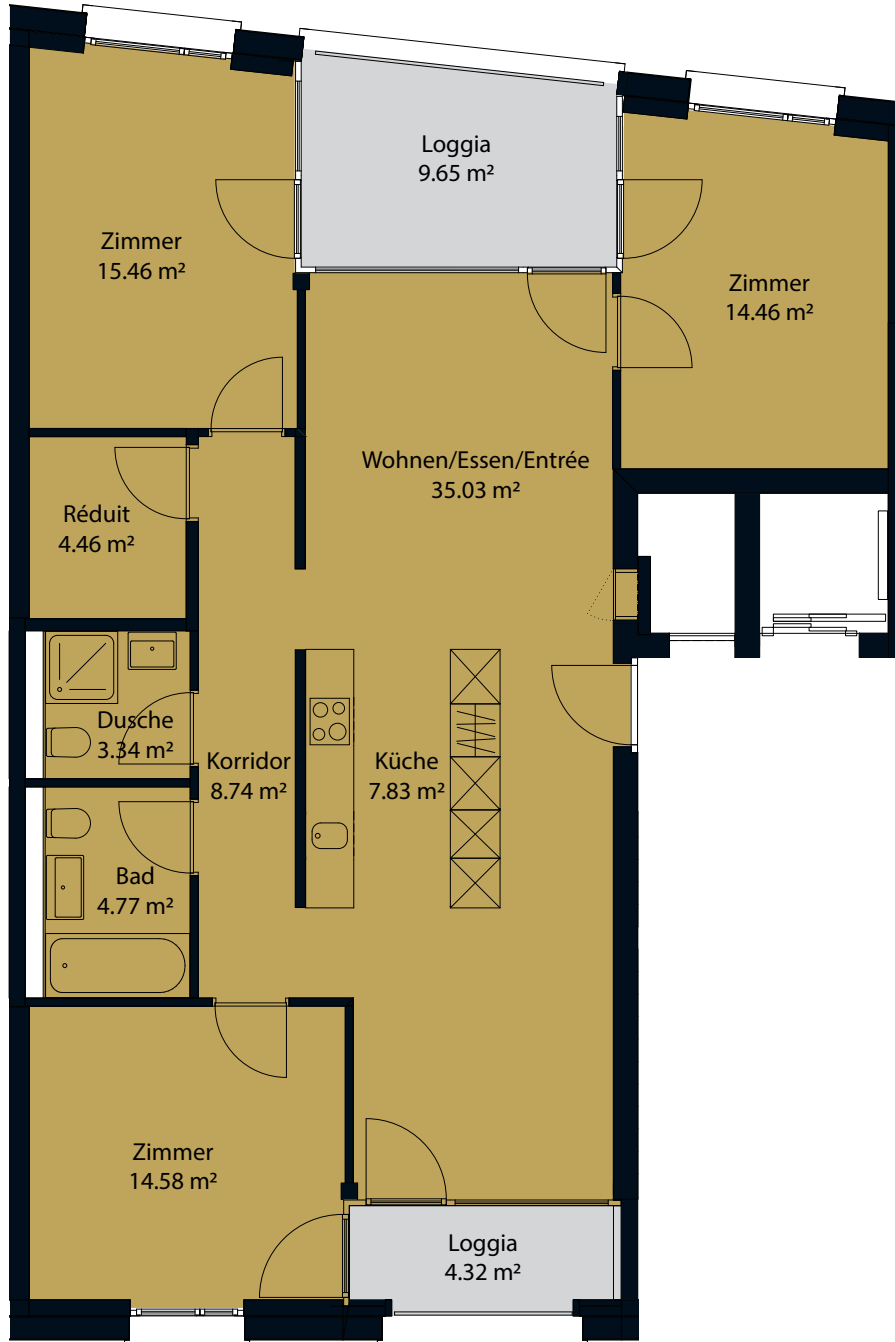 Loggia
9.65 m²
Zimmer
15.46 m²
Zimmer
14.46 m²
Wohnen/Essen/Entrée
35.03 m²
Réduit
4.46 m²
Dusche
3.34 m²
Korridor
8.74 m²
Küche
7.83 m²
Bad
4.77 m²
Zimmer
14.58 m²
Loggia
4.32 m²